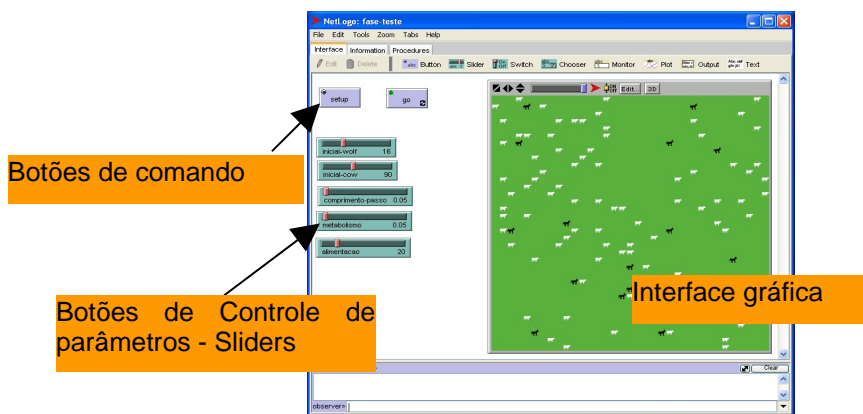 NetLogo: fase-teste
File Edit Tools Zoom Tabs Help
Interface Information Procedures
Edit Delete Button Slider Switch Chooser Monitor Plot Output Text
setup go
Edit... 3D
inicial-wolf 16
inicial-cow 90
comprimento-passo 0.05
metabolismo 0.05
alimentacao 20
Botões de comando
Botões de Controle de
parâmetros - Sliders
Interface gráfica
Clear
observer>